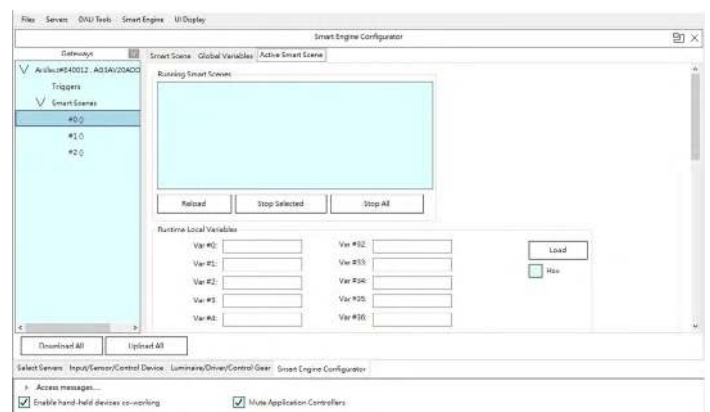 Files Servers DALI Tools Smart Engine UI Display
Smart Engine Configurator
Gateways
Smart Scene Global Variables Active Smart Scene
Triggers
Smart Scenes
#0 ()
#1 ()
#2 ()
Running Smart Scenes
Reload Stop Selected Stop All
Runtime Local Variables
Var #0: Var #32:
Var #1: Var #33:
Var #2: Var #34:
Var #3: Var #35:
Var #4: Var #36:
Load
Hex
Download All Upload All
Select Servers Input/Sensor/Control Device Luminaire/Driver/Control Gear Smart Engine Configurator
Access messages....
Enable hand-held devices co-working Mute Application Controllers